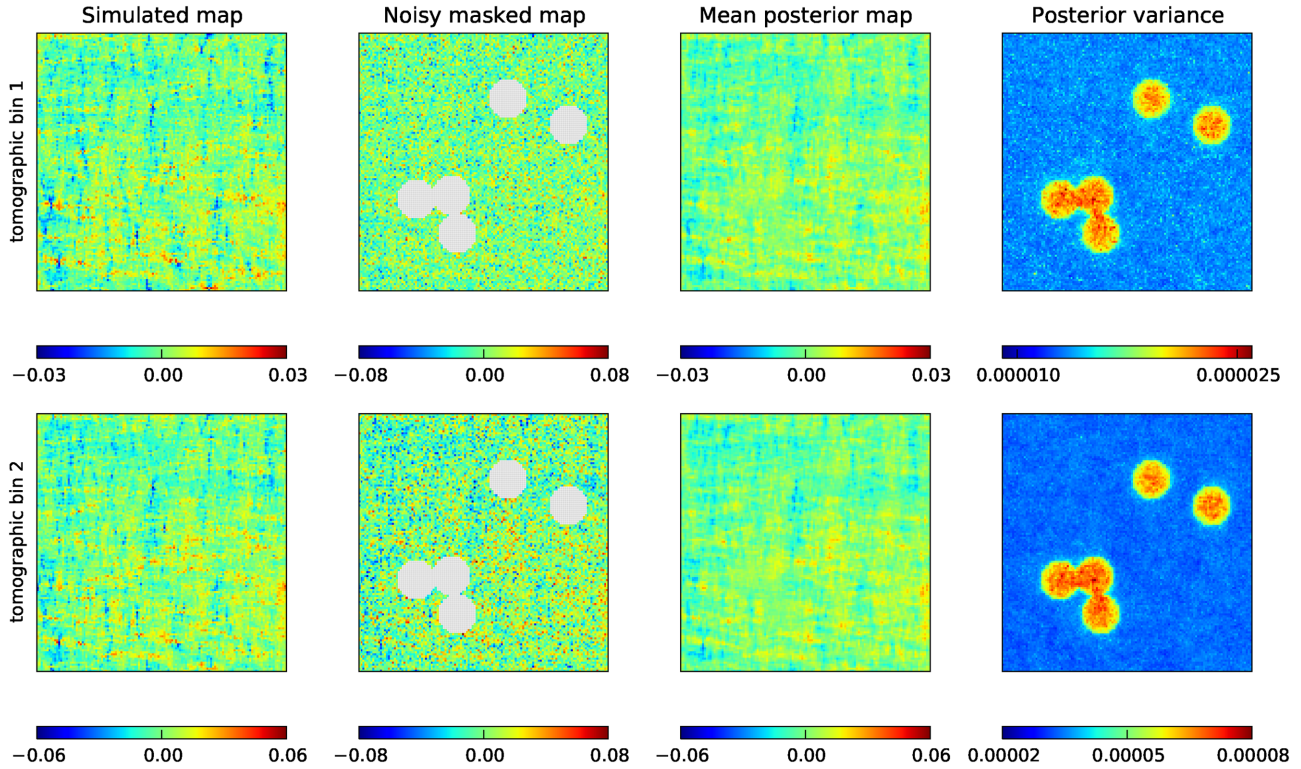 Simulated map Noisy masked map Mean posterior map Posterior variance
tomographic bin 1
−0.03 0.00 0.03 −0.08 0.00 0.08 −0.03 0.00 0.03 0.000010 0.000025
tomographic bin 2
−0.06 0.00 0.06 −0.08 0.00 0.08 −0.06 0.00 0.06 0.00002 0.00005 0.00008